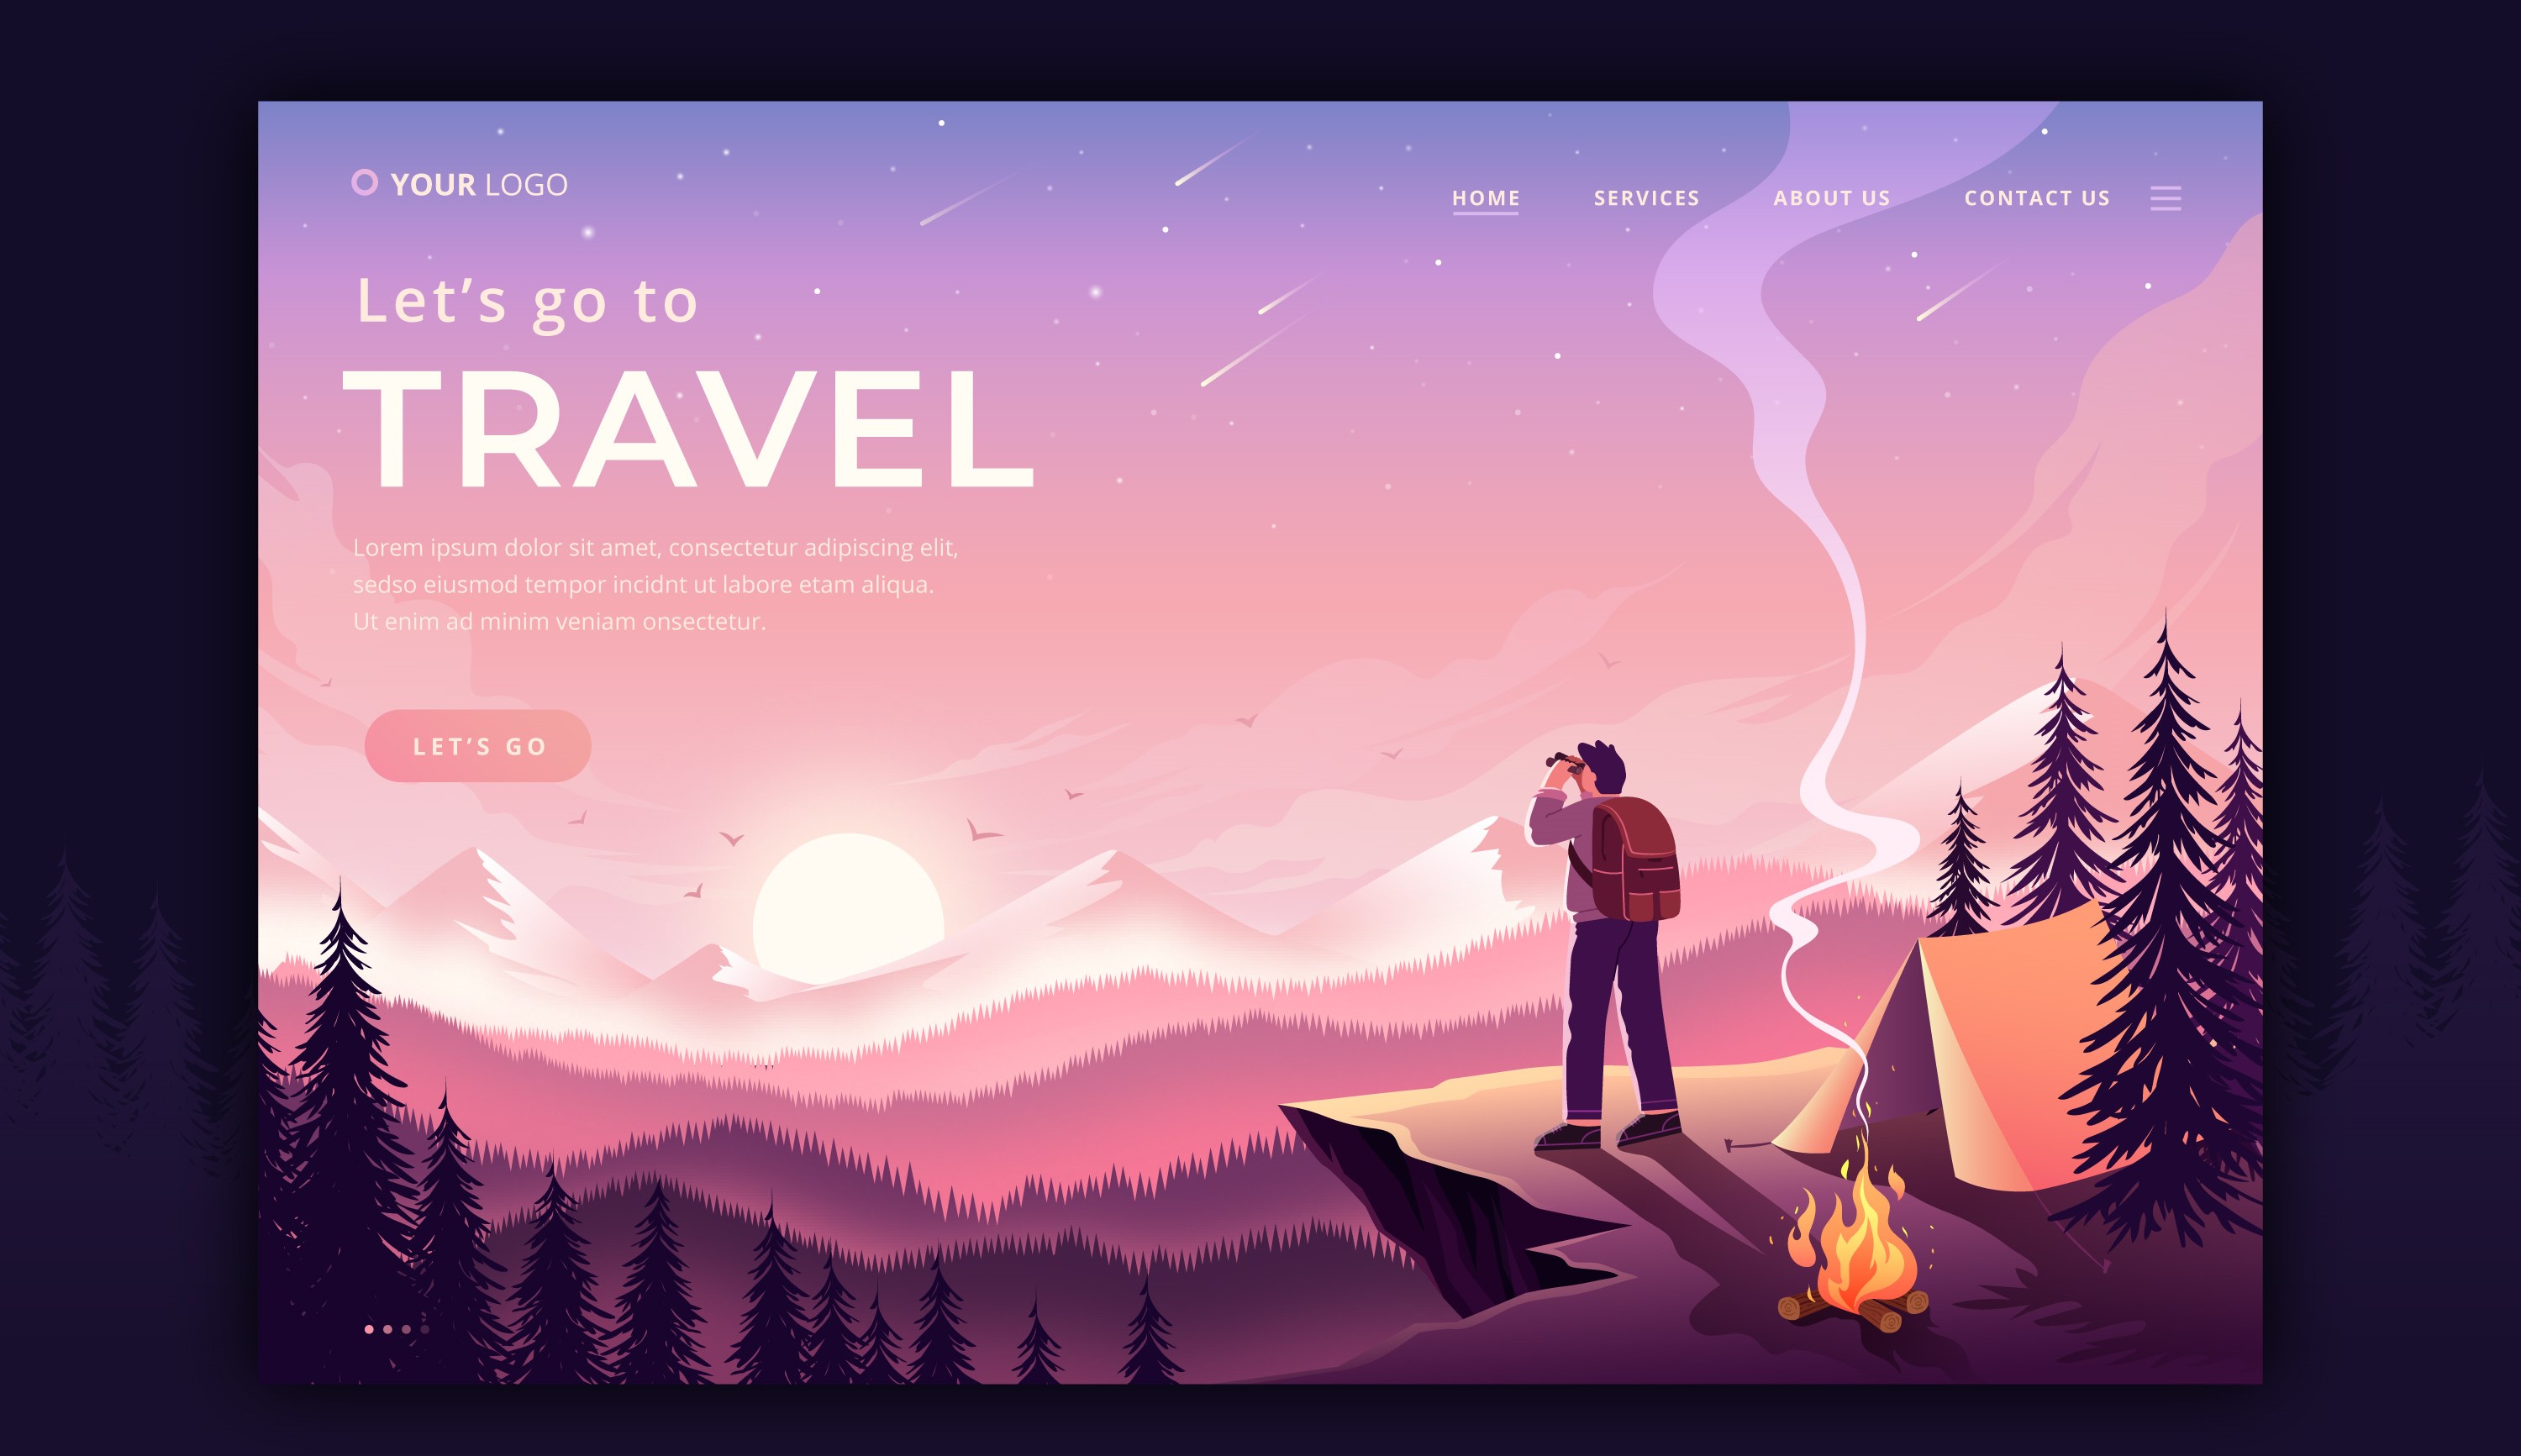 YOUR LOGO
HOME SERVICES ABOUT US CONTACT US
Let’s go to
TRAVEL
Lorem ipsum dolor sit amet, consectetur adipiscing elit,
sedso eiusmod tempor incidnt ut labore etam aliqua.
Ut enim ad minim veniam onsectetur.
LET’S GO